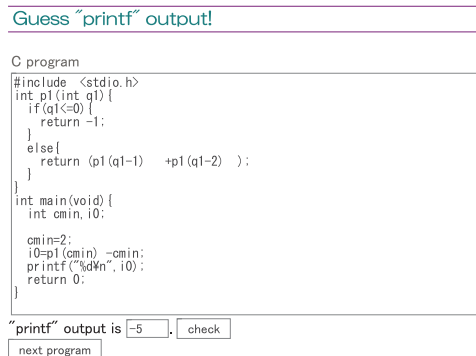 Guess "printf" output!
C program
#include <stdio.h>
int p1(int q1){
if(q1<=0){
return -1;
}
else{
return (p1(q1-1) +p1(q1-2) );
}
}
int main(void){
int cmin,i0;
cmin=2;
i0=p1(cmin) -cmin;
printf("%d¥n",i0);
return 0;
}
"printf" output is -5 . check
next program